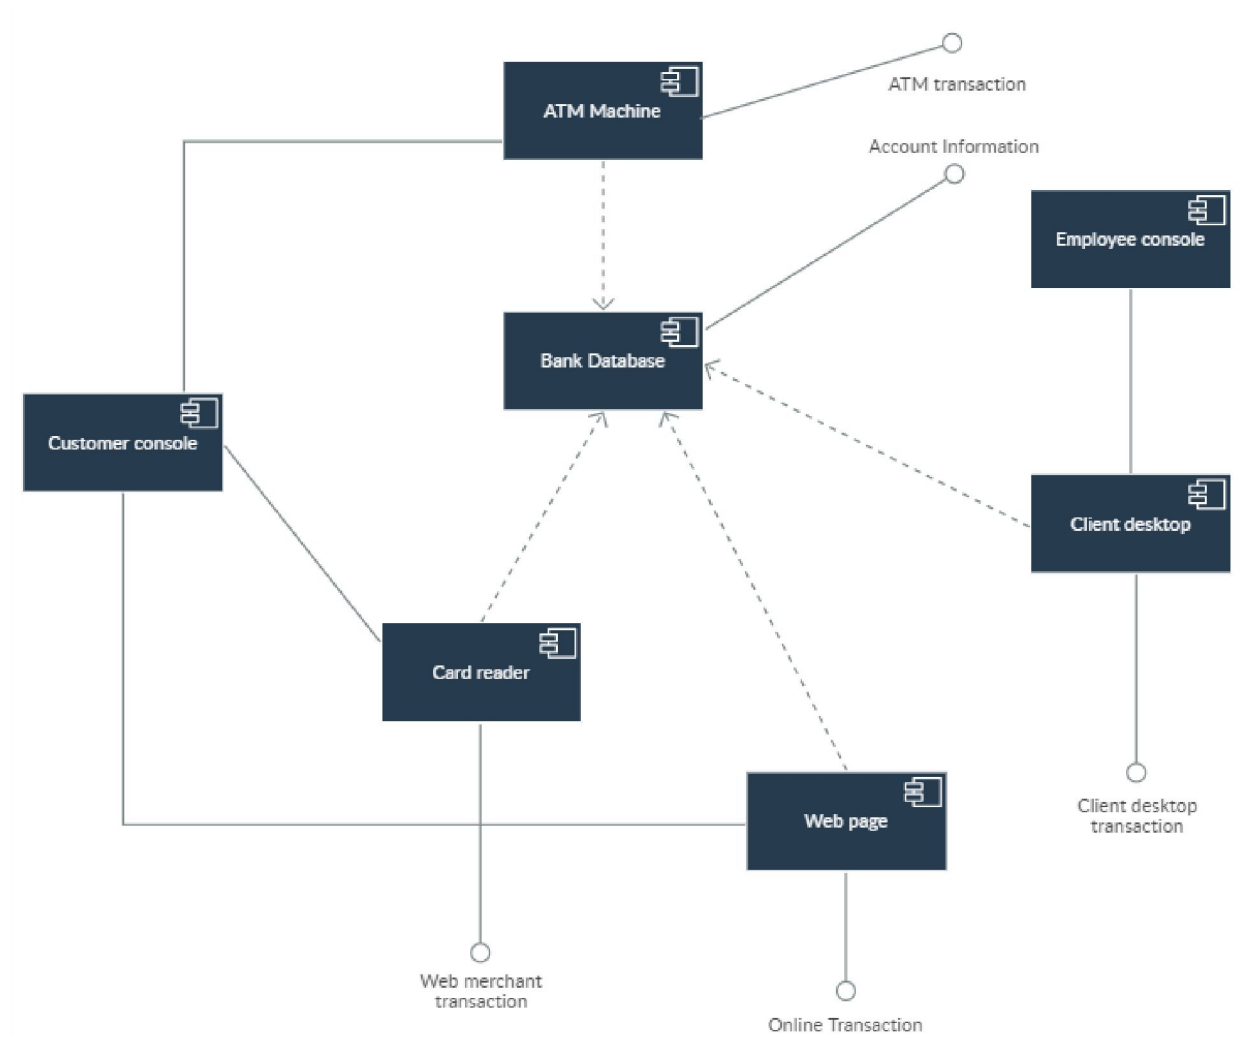 ATM transaction
ATM Machine
Account Information
Employee console
Bank Database
Customer console
Client desktop
Card reader
Client desktop
transaction
Web page
Web merchant
transaction
Online Transaction